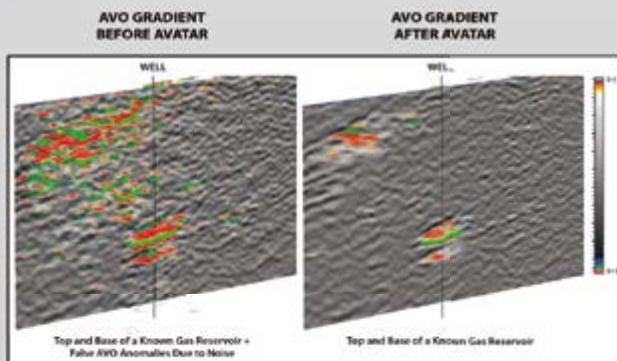 AVO GRADIENT
BEFORE AVATAR
AVO GRADIENT
AFTER AVATAR
WELL
WEL..
Top and Base of a Known Gas Reservoir +
False AVO Anomalies Due to Noise
Top and Base of a Known Gas Reservoir